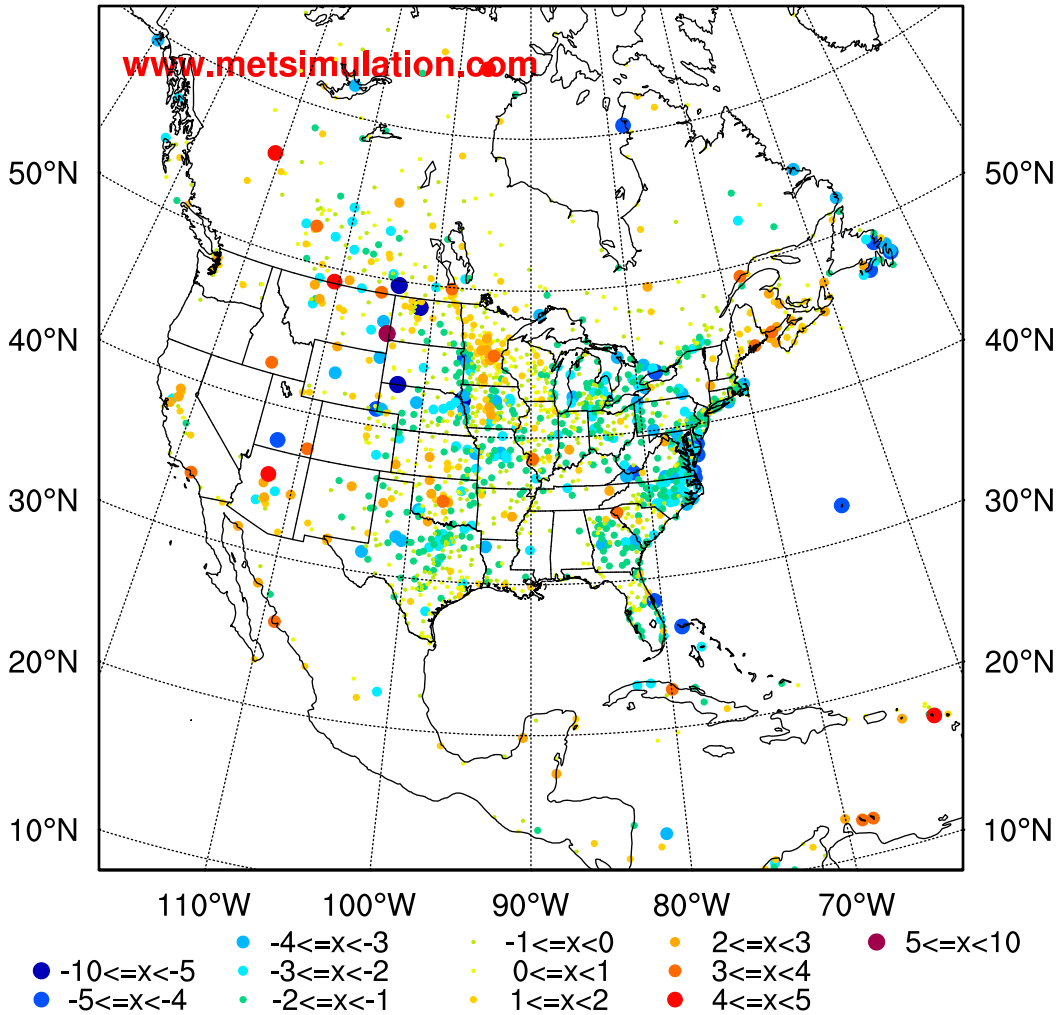 www.metsimulation.com
50°N 50°N
40°N 40°N
30°N 30°N
20°N 20°N
10°N 10°N
110°W 100°W 90°W 80°W 70°W
-4<=x<-3 -1<=x<0 2<=x<3 5<=x<10
-10<=x<-5 -3<=x<-2 0<=x<1 3<=x<4
-5<=x<-4 -2<=x<-1 1<=x<2 4<=x<5